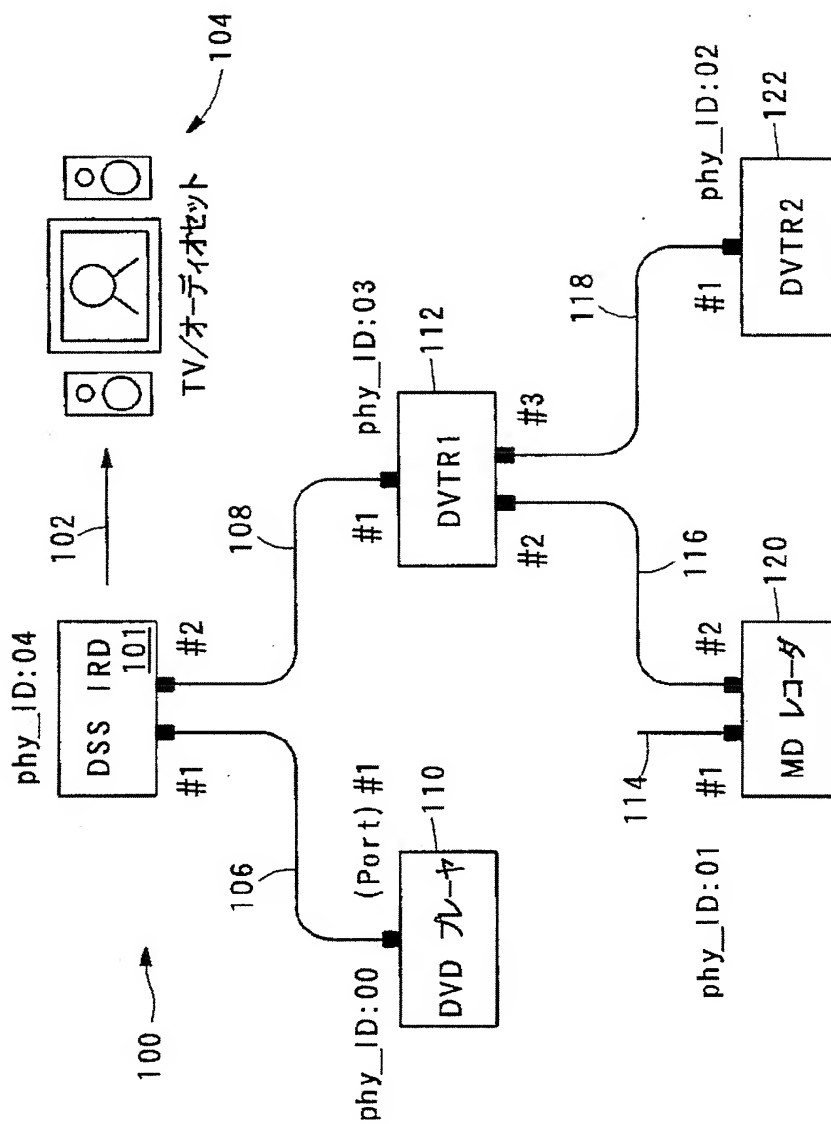 phy_ID:04
DSS IRD
101
#1
#2
102
TV/オーディオセット
104
100
106
108
phy_ID:00
(Port) #1
110
DVD プレーヤ
phy_ID:03
#1
112
DVTR1
#2
#3
116
118
114
phy_ID:01
#1
#2
120
MD レコーダ
phy_ID:02
#1
122
DVTR2